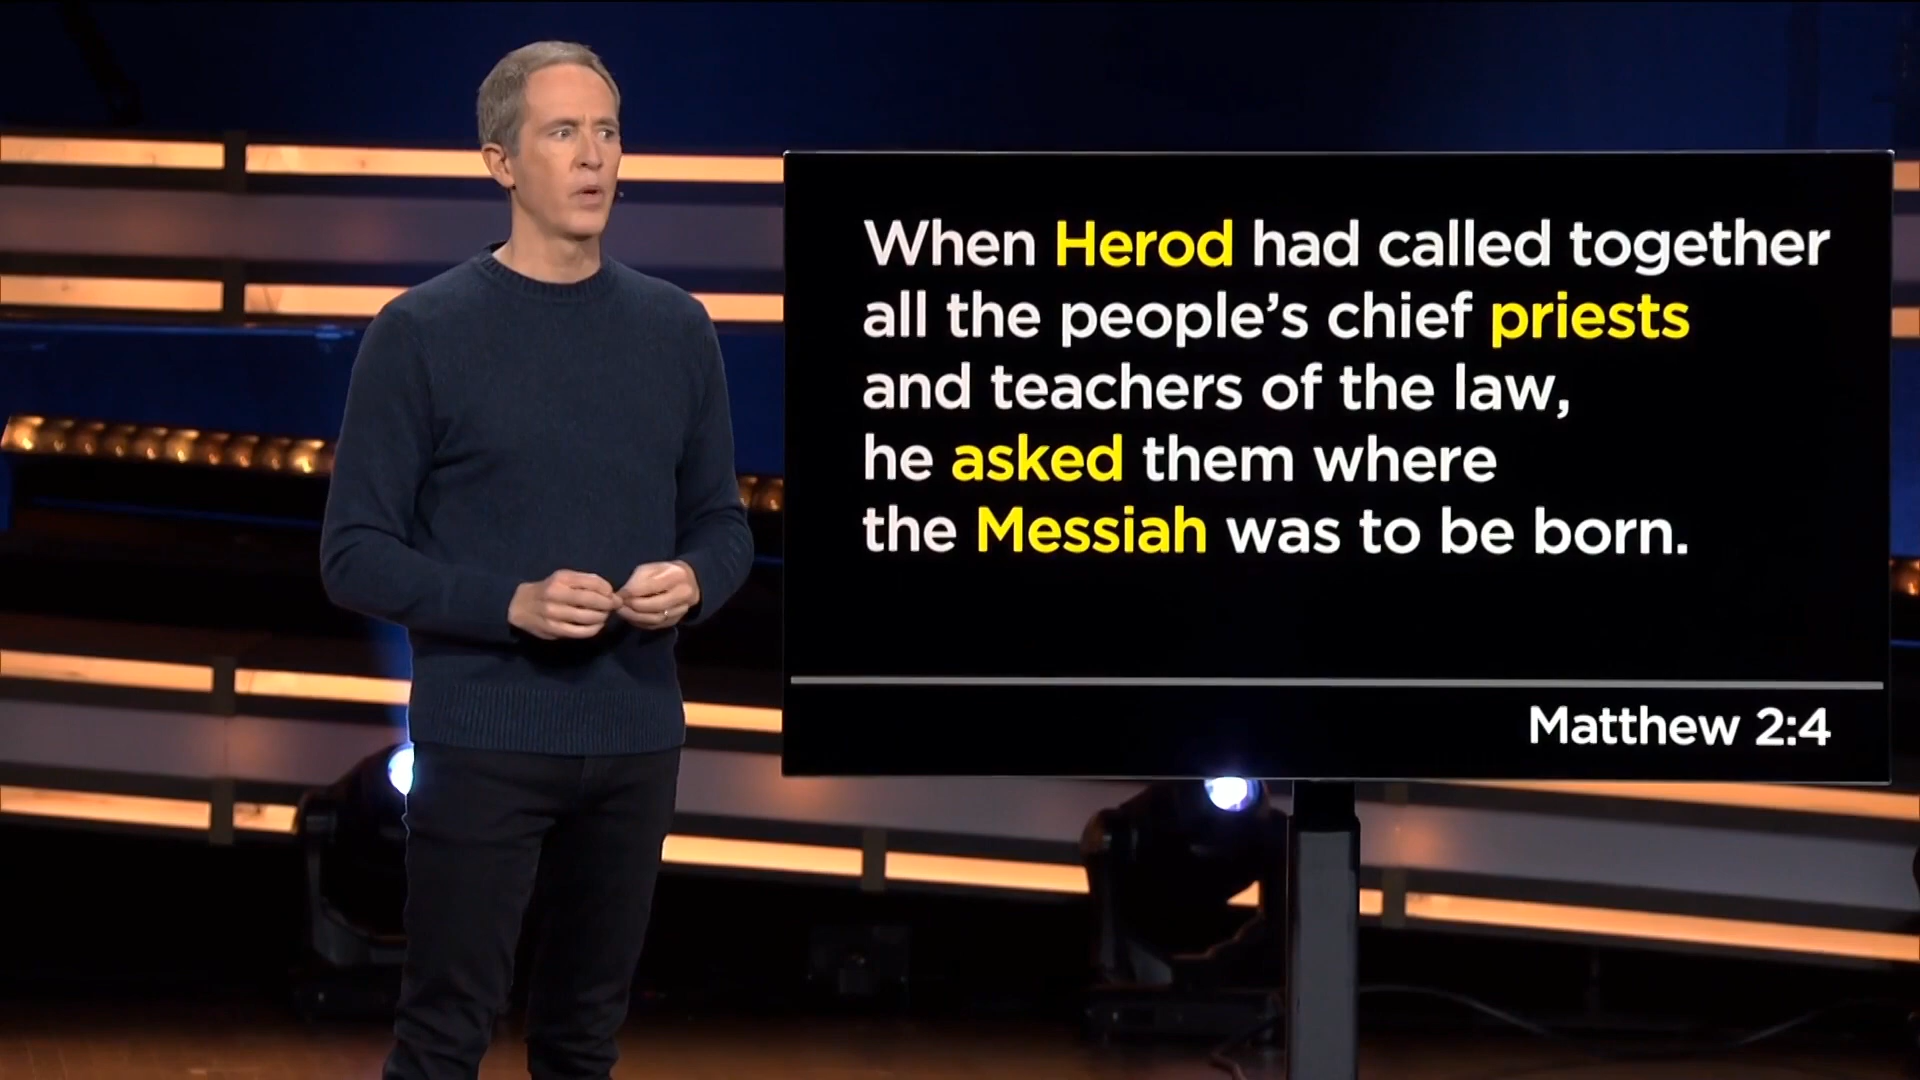 When Herod had called together
all the people’s chief priests
and teachers of the law,
he asked them where
the Messiah was to be born.
Matthew 2:4